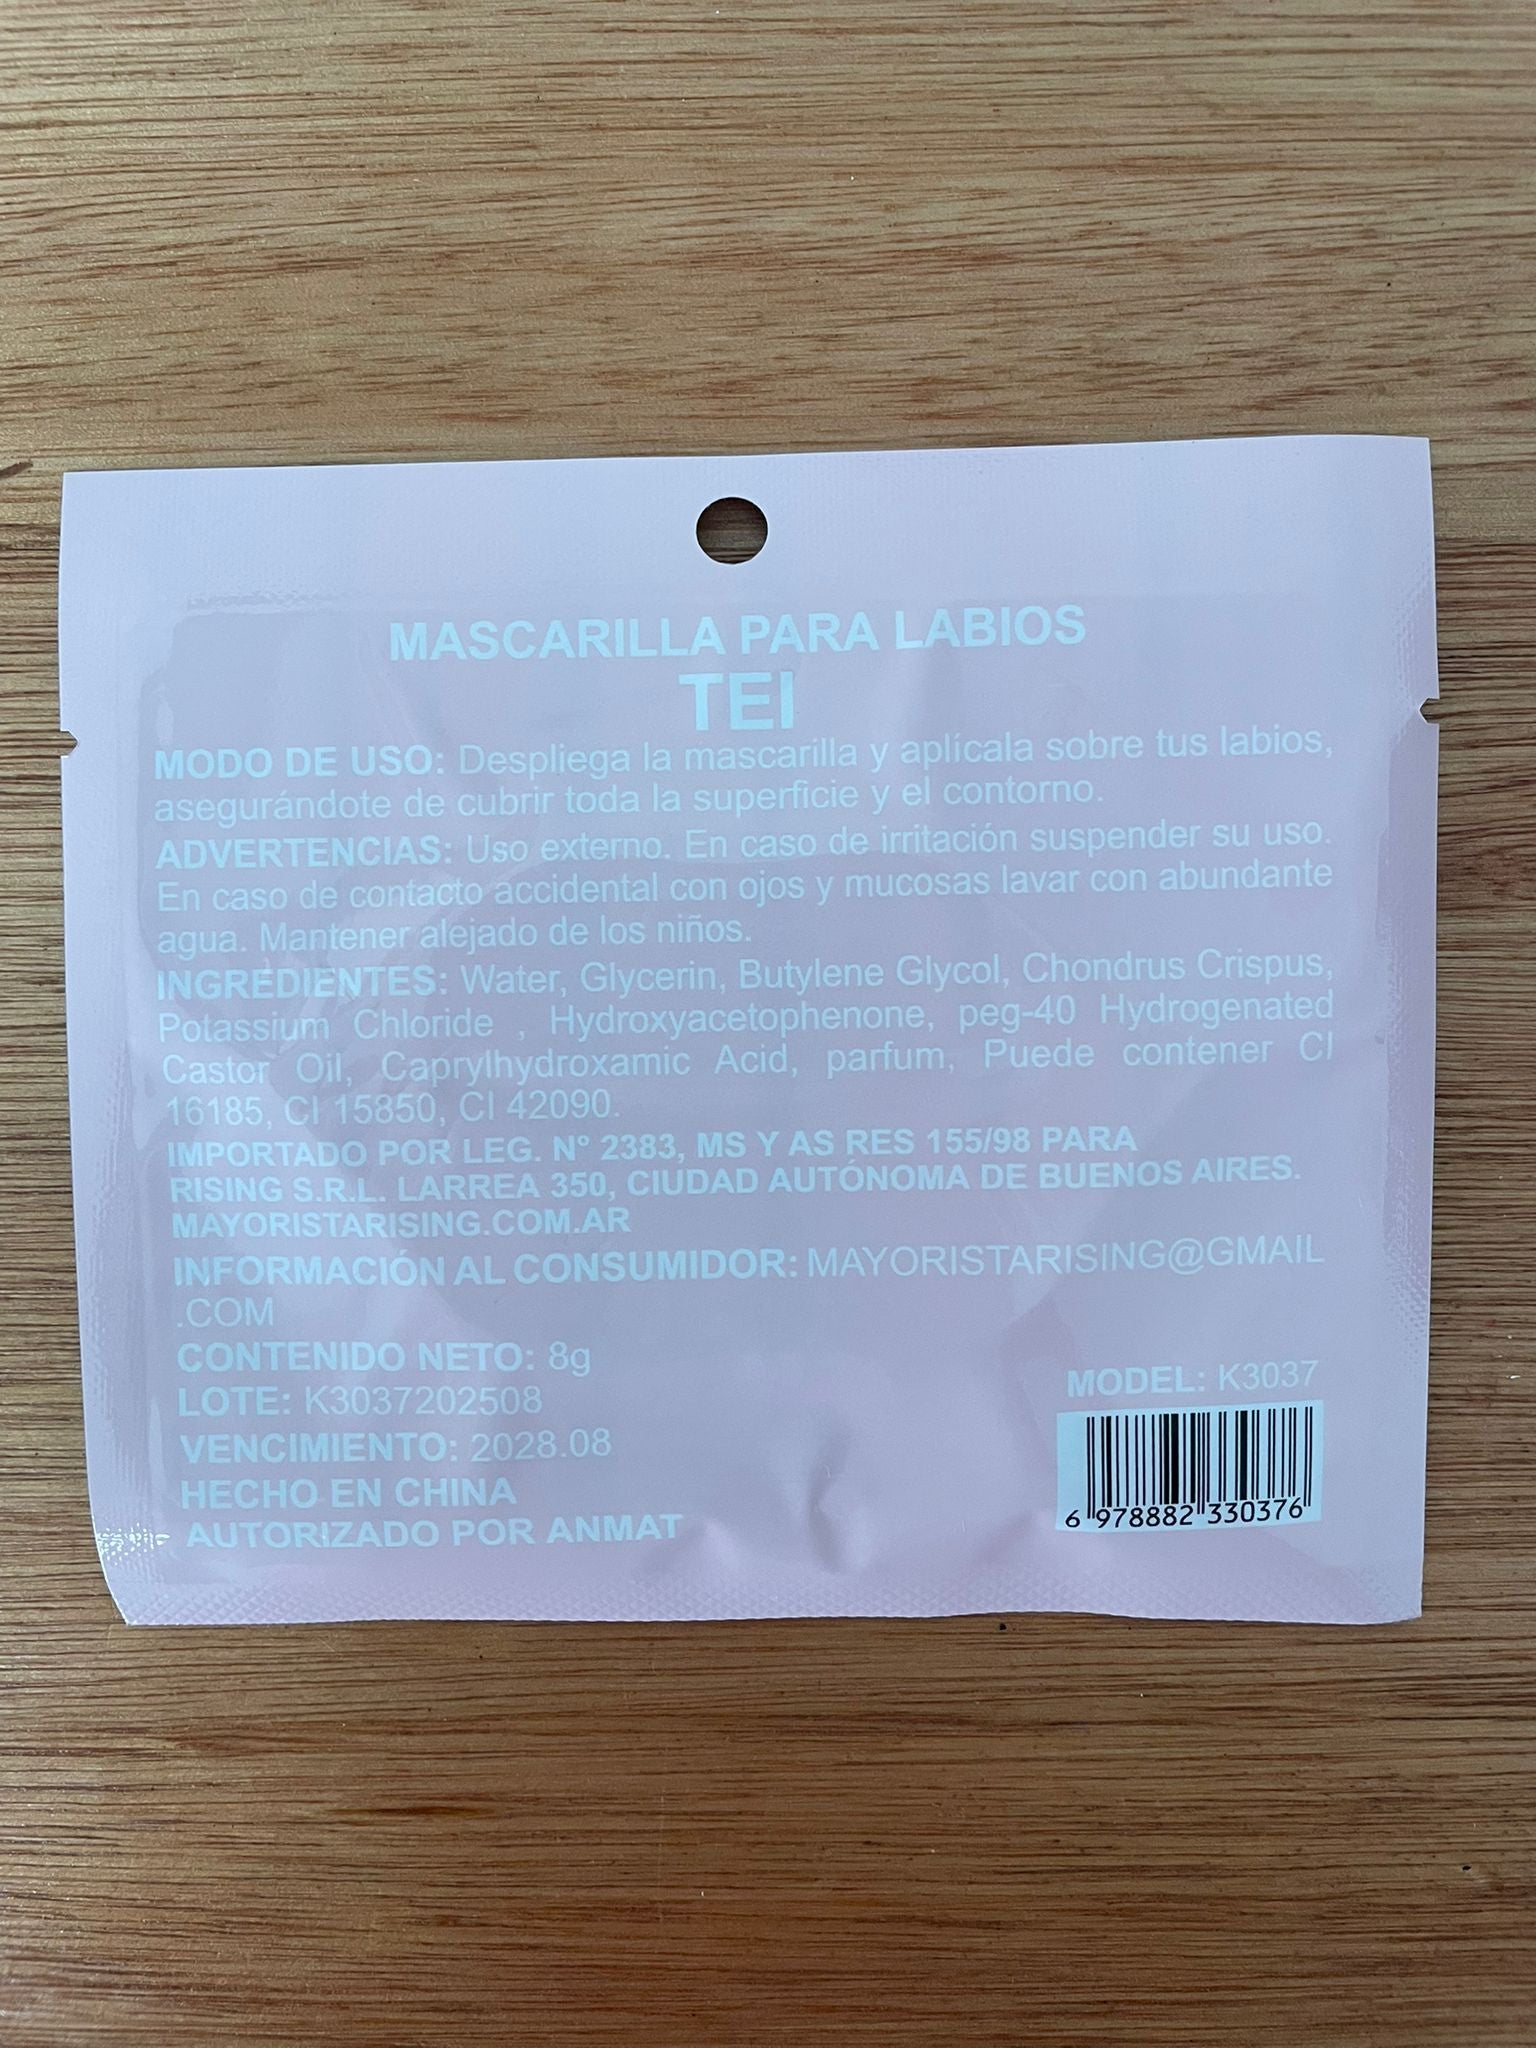 MASCARILLA PARA LABIOS
TEI
MODO DE USO: Despliega la mascarilla y aplícala sobre tus labios,
asegurándote de cubrir toda la superficie y el contorno.
ADVERTENCIAS: Uso externo. En caso de irritación suspender su uso.
En caso de contacto accidental con ojos y mucosas lavar con abundante
agua. Mantener alejado de los niños.
INGREDIENTES: Water, Glycerin, Butylene Glycol, Chondrus Crispus,
Potassium Chloride , Hydroxyacetophenone, peg-40 Hydrogenated
Castor Oil, Caprylhydroxamic Acid, parfum, Puede contener CI
16185, CI 15850, CI 42090.
IMPORTADO POR LEG. N° 2383, MS Y AS RES 155/98 PARA
RISING S.R.L. LARREA 350, CIUDAD AUTÓNOMA DE BUENOS AIRES.
MAYORISTARISING.COM.AR
INFORMACIÓN AL CONSUMIDOR: MAYORISTARISING@GMAIL
.COM
CONTENIDO NETO: 8g
LOTE: K3037202508
VENCIMIENTO: 2028.08
HECHO EN CHINA
AUTORIZADO POR ANMAT
MODEL: K3037
6 978882 330376